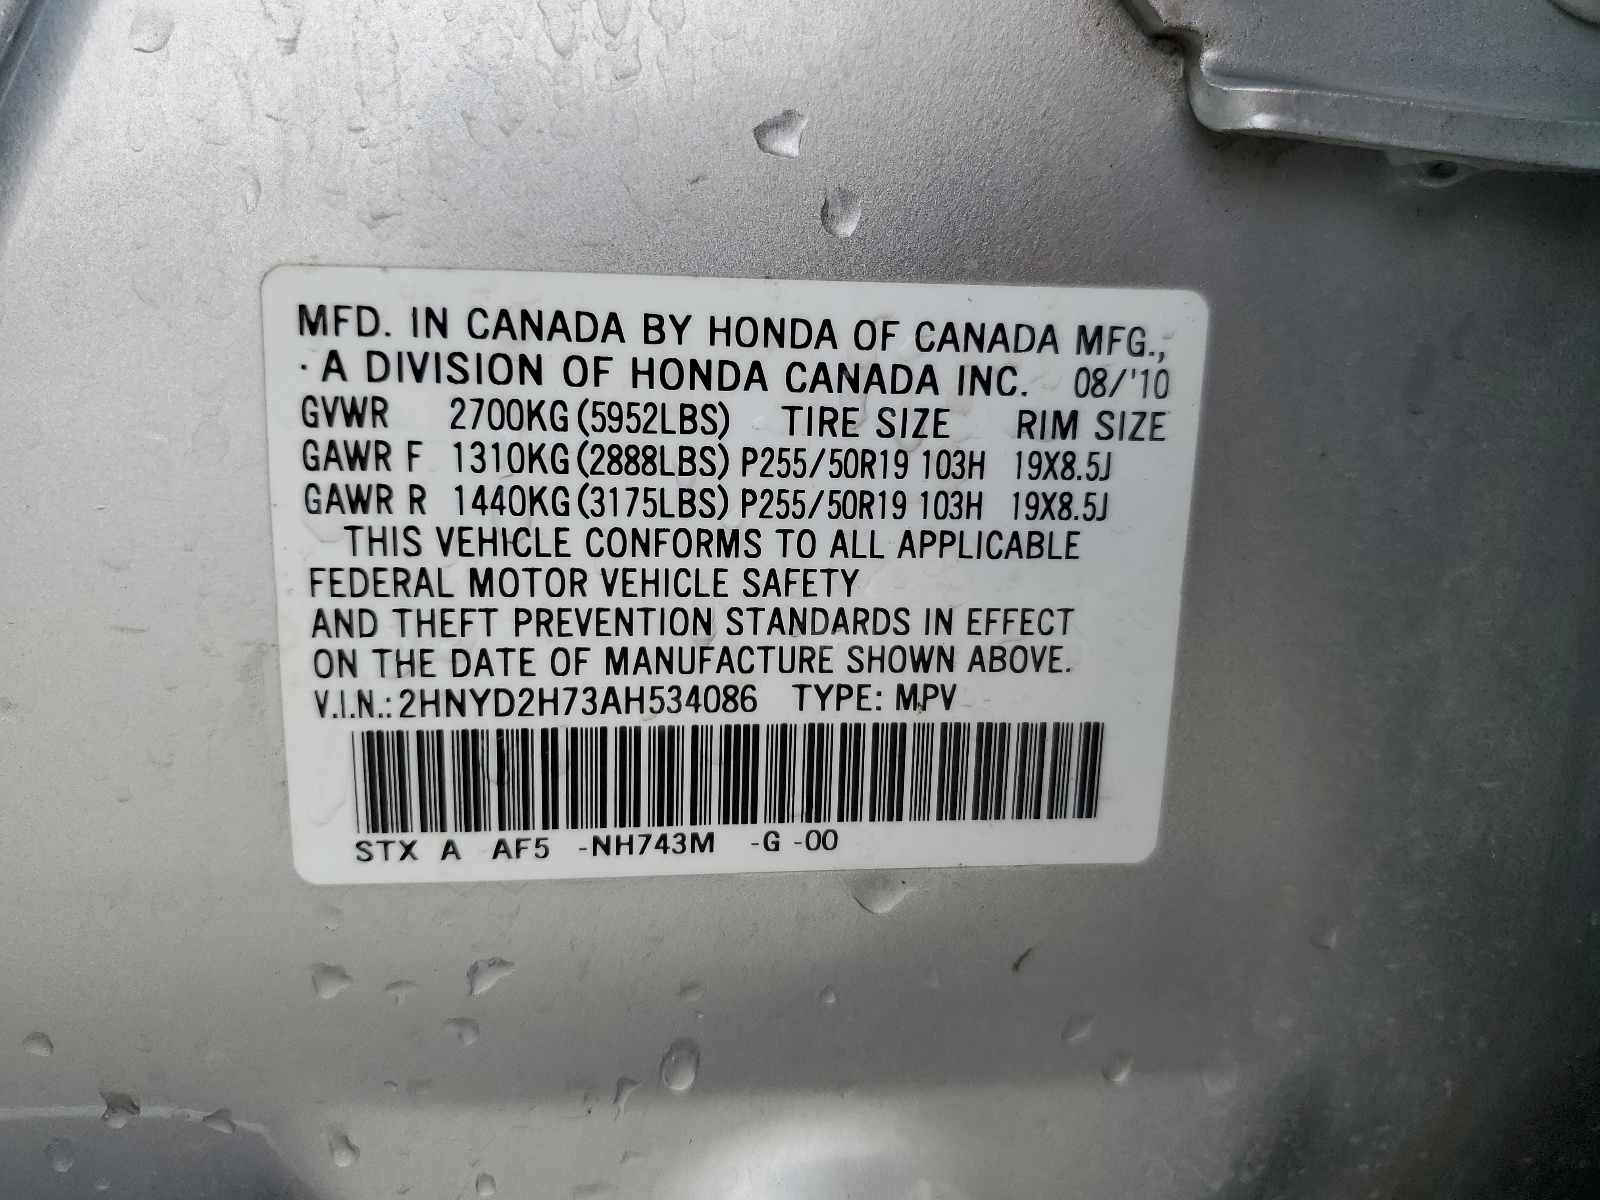 MFD. IN CANADA BY HONDA OF CANADA MFG.,
A DIVISION OF HONDA CANADA INC. 08/'10
GVWR 2700KG(5952LBS) TIRE SIZE RIM SIZE
GAWR F 1310KG(2888LBS) P255/50R19 103H 19X8.5J
GAWR R 1440KG(3175LBS) P255/50R19 103H 19X8.5J
THIS VEHICLE CONFORMS TO ALL APPLICABLE
FEDERAL MOTOR VEHICLE SAFETY
AND THEFT PREVENTION STANDARDS IN EFFECT
ON THE DATE OF MANUFACTURE SHOWN ABOVE.
V.I.N.: 2HNYD2H73AH534086 TYPE: MPV
STX A AF5 -NH743M -G -00